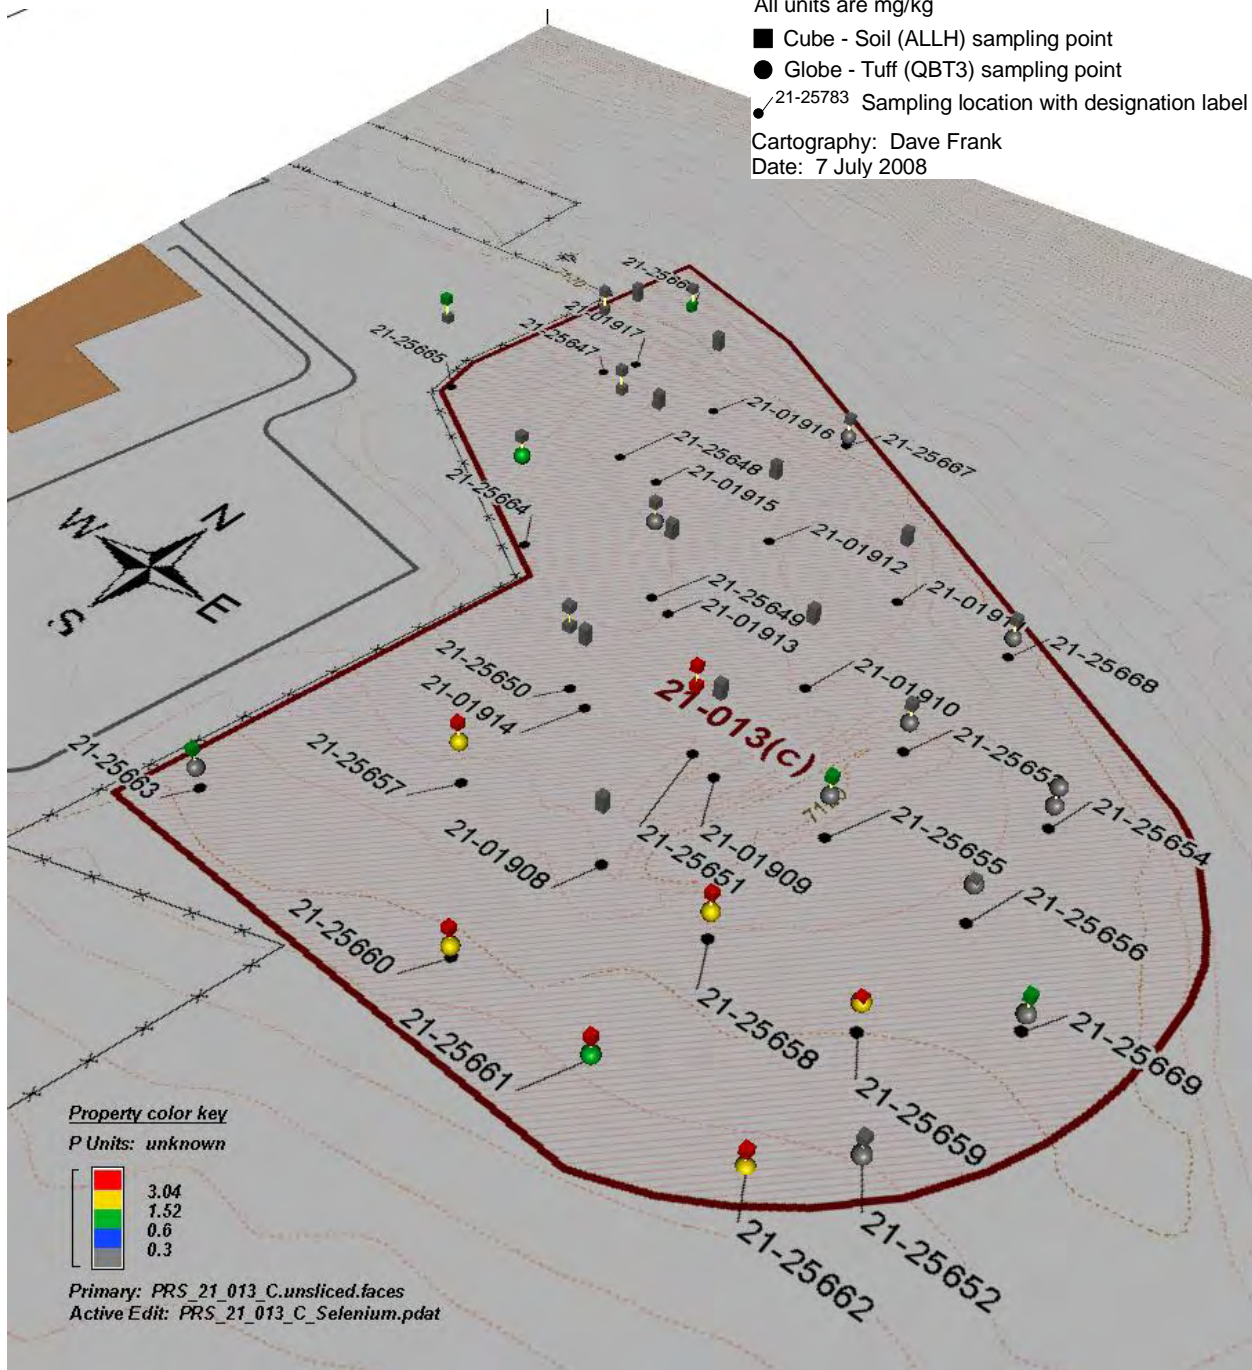 All units are mg/kg
Cube - Soil (ALLH) sampling point
Globe - Tuff (QBT3) sampling point
21-25783 Sampling location with designation label
Cartography: Dave Frank
Date: 7 July 2008
21-01917
21-25647
21-25665
21-01916
21-25667
21-25648
21-01915
21-25664
21-01912
N
W
E
S
21-25649
21-01913
21-01911
21-25668
21-25650
21-01914
21-013(c)
21-01910
21-25663
21-25657
21-25654
21-01908
21-25651
21-01909
21-25655
21-25656
21-25660
21-25658
21-25661
21-25659
21-25669
21-25662
21-25652
Property color key
P Units: unknown
3.04
1.52
0.6
0.3
Primary: PRS_21_013_C.unsliced.faces
Active Edit: PRS_21_013_C_Selenium.pdat